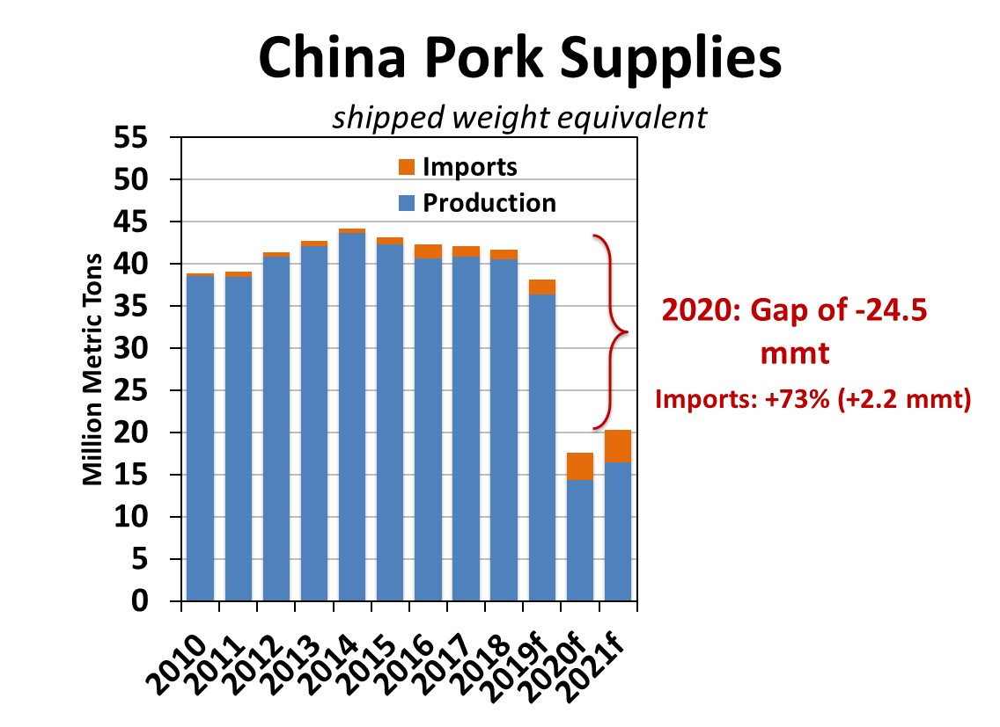 China Pork Supplies
shipped weight equivalent
Million Metric Tons
55
50
45
40
35
30
25
20
15
10
5
0
Imports
Production
2020: Gap of -24.5
mmt
Imports: +73% (+2.2 mmt)
2010
2011
2012
2013
2014
2015
2016
2017
2018
2019f
2020f
2021f